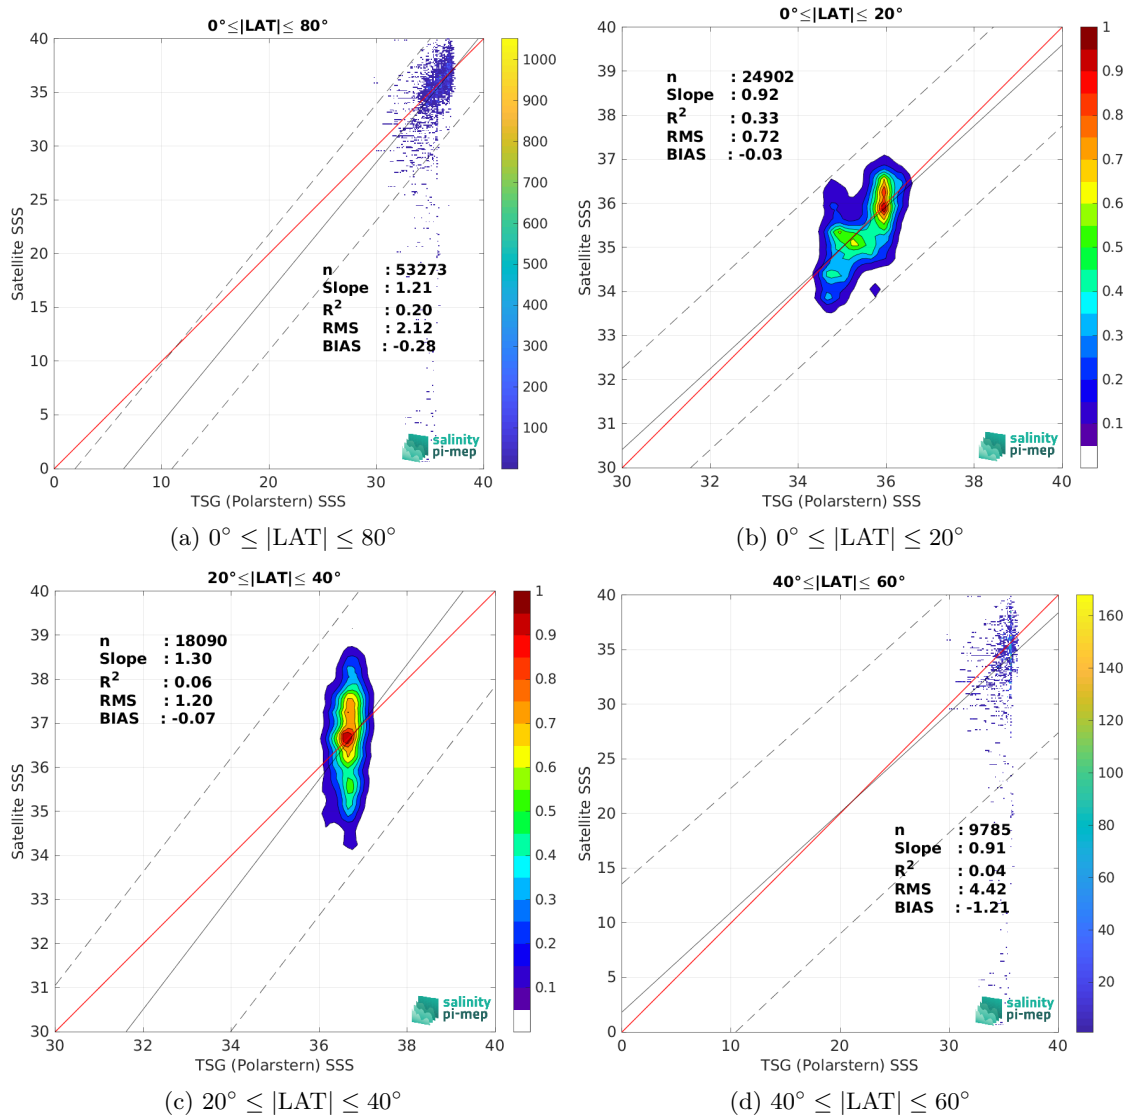 0°≤|LAT|≤ 80°
40
35
30
25
20
15
10
5
0
Satellite SSS
n : 53273
Slope : 1.21
R² : 0.20
RMS : 2.12
BIAS : -0.28
salinity
pi-mep
0 10 20 30 40
TSG (Polarstern) SSS
1000
900
800
700
600
500
400
300
200
100
(a) 0° ≤ |LAT| ≤ 80°
0°≤|LAT|≤ 20°
40
39
38
37
36
35
34
33
32
31
30
Satellite SSS
n : 24902
Slope : 0.92
R² : 0.33
RMS : 0.72
BIAS : -0.03
salinity
pi-mep
30 32 34 36 38 40
TSG (Polarstern) SSS
1
0.9
0.8
0.7
0.6
0.5
0.4
0.3
0.2
0.1
(b) 0° ≤ |LAT| ≤ 20°
20°≤|LAT|≤ 40°
40
39
38
37
36
35
34
33
32
31
30
Satellite SSS
n : 18090
Slope : 1.30
R² : 0.06
RMS : 1.20
BIAS : -0.07
salinity
pi-mep
30 32 34 36 38 40
TSG (Polarstern) SSS
1
0.9
0.8
0.7
0.6
0.5
0.4
0.3
0.2
0.1
(c) 20° ≤ |LAT| ≤ 40°
40°≤|LAT|≤ 60°
40
35
30
25
20
15
10
5
0
Satellite SSS
n : 9785
Slope : 0.91
R² : 0.04
RMS : 4.42
BIAS : -1.21
salinity
pi-mep
0 10 20 30 40
TSG (Polarstern) SSS
160
140
120
100
80
60
40
20
(d) 40° ≤ |LAT| ≤ 60°